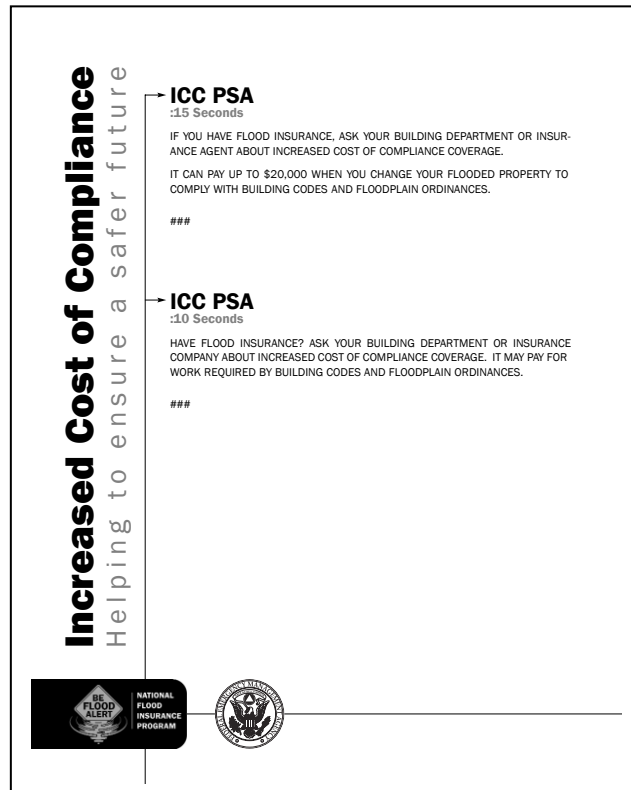 Increased Cost of Compliance
Helping to ensure a safer future
ICC PSA
:15 Seconds
IF YOU HAVE FLOOD INSURANCE, ASK YOUR BUILDING DEPARTMENT OR INSUR-
ANCE AGENT ABOUT INCREASED COST OF COMPLIANCE COVERAGE.
IT CAN PAY UP TO $20,000 WHEN YOU CHANGE YOUR FLOODED PROPERTY TO
COMPLY WITH BUILDING CODES AND FLOODPLAIN ORDINANCES.
###
ICC PSA
:10 Seconds
HAVE FLOOD INSURANCE? ASK YOUR BUILDING DEPARTMENT OR INSURANCE
COMPANY ABOUT INCREASED COST OF COMPLIANCE COVERAGE. IT MAY PAY FOR
WORK REQUIRED BY BUILDING CODES AND FLOODPLAIN ORDINANCES.
###
BE
FLOOD
ALERT
NATIONAL
FLOOD
INSURANCE
PROGRAM
FEDERAL EMERGENCY MANAGEMENT AGENCY